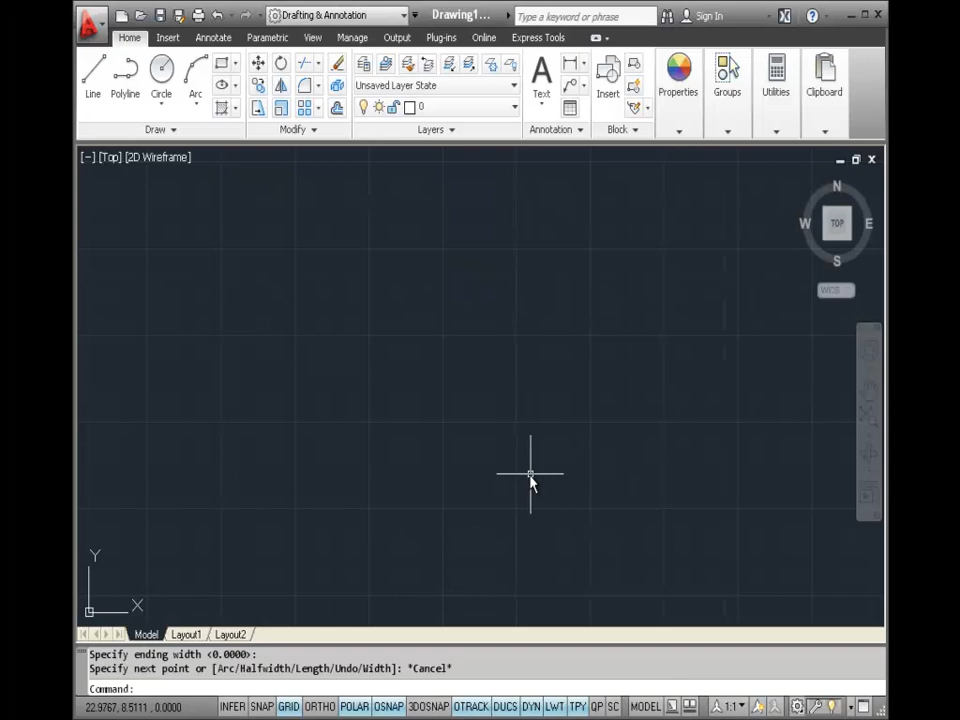 Drafting & Annotation
Drawing1...
Type a keyword or phrase
Sign In
Home Insert Annotate Parametric View Manage Output Plug-ins Online Express Tools
Line Polyline Circle Arc
Draw
Modify
Unsaved Layer State
0
Layers
Text
Annotation
Insert
Block
Properties
Groups
Utilities
Clipboard
[-] [Top] [2D Wireframe]
N
W TOP E
S
WCS
Y
X
Model Layout1 Layout2
Specify ending width <0.0000>:
Specify next point or [Arc/Halfwidth/Length/Undo/Width]: *Cancel*
Command:
22.9767, 8.5111, 0.0000 INFER SNAP GRID ORTHO POLAR OSNAP 3DOSNAP OTRACK DUCS DYN LWT TPY QP SC MODEL 1:1